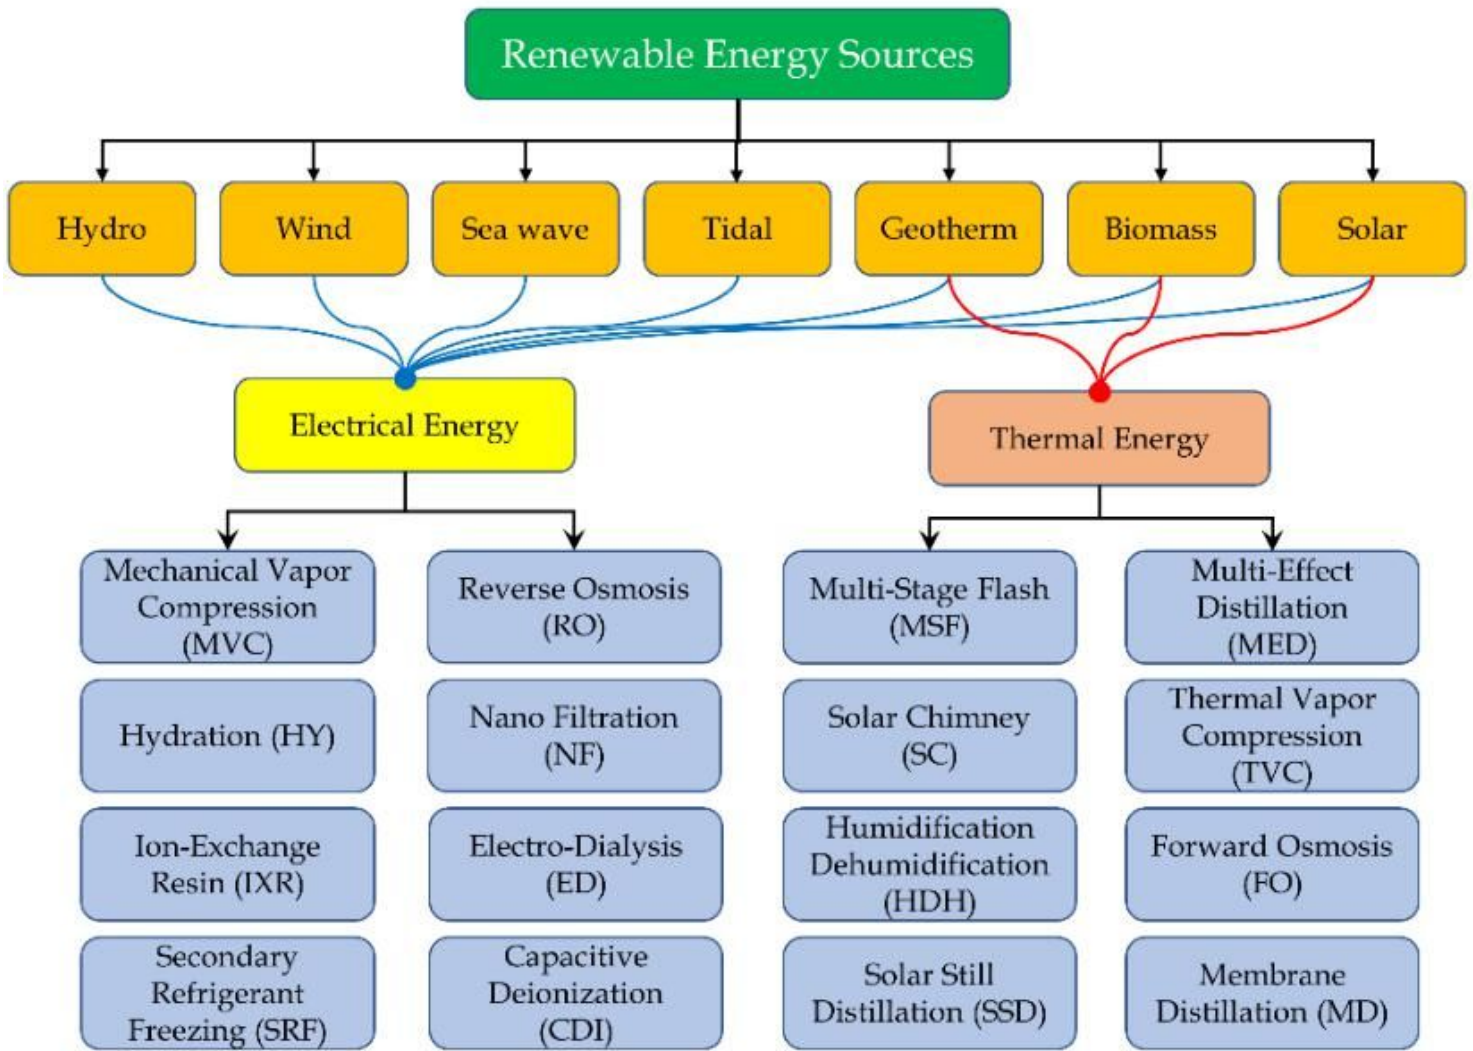 Renewable Energy Sources
Hydro
Wind
Sea wave
Tidal
Geotherm
Biomass
Solar
Electrical Energy
Thermal Energy
Mechanical Vapor
Compression
(MVC)
Reverse Osmosis
(RO)
Multi-Stage Flash
(MSF)
Multi-Effect
Distillation
(MED)
Hydration (HY)
Nano Filtration
(NF)
Solar Chimney
(SC)
Thermal Vapor
Compression
(TVC)
Ion-Exchange
Resin (IXR)
Electro-Dialysis
(ED)
Humidification
Dehumidification
(HDH)
Forward Osmosis
(FO)
Secondary
Refrigerant
Freezing (SRF)
Capacitive
Deionization
(CDI)
Solar Still
Distillation (SSD)
Membrane
Distillation (MD)